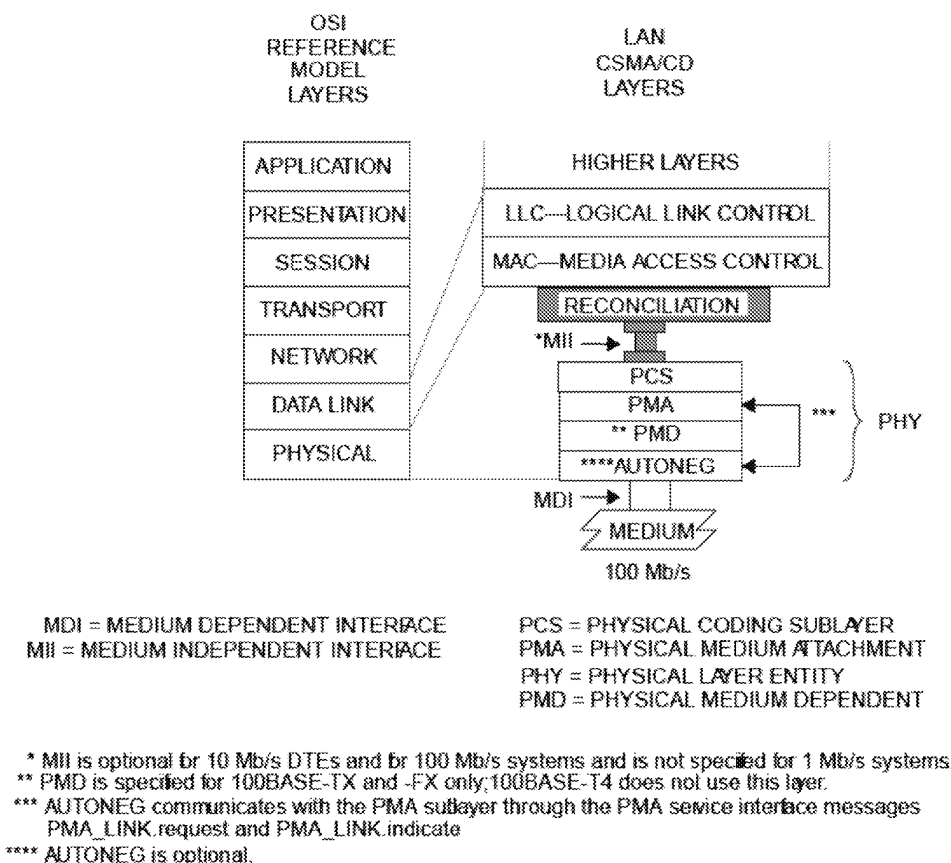 OSI
REFERENCE
MODEL
LAYERS
LAN
CSMA/CD
LAYERS
APPLICATION
PRESENTATION
SESSION
TRANSPORT
NETWORK
DATA LINK
PHYSICAL
HIGHER LAYERS
LLC—LOGICAL LINK CONTROL
MAC—MEDIA ACCESS CONTROL
RECONCILIATION
*MII
PCS
PMA
** PMD
****AUTONEG
***
PHY
MDI
MEDIUM
100 Mb/s
MDI = MEDIUM DEPENDENT INTERFACE
MII = MEDIUM INDEPENDENT INTERFACE
PCS = PHYSICAL CODING SUBLAYER
PMA = PHYSICAL MEDIUM ATTACHMENT
PHY = PHYSICAL LAYER ENTITY
PMD = PHYSICAL MEDIUM DEPENDENT
* MII is optional for 10 Mb/s DTEs and for 100 Mb/s systems and is not specified for 1 Mb/s systems.
** PMD is specified for 100BASE-TX and -FX only;100BASE-T4 does not use this layer.
*** AUTONEG communicates with the PMA sublayer through the PMA service interface messages
PMA_LINK.request and PMA_LINK.indicate
**** AUTONEG is optional.